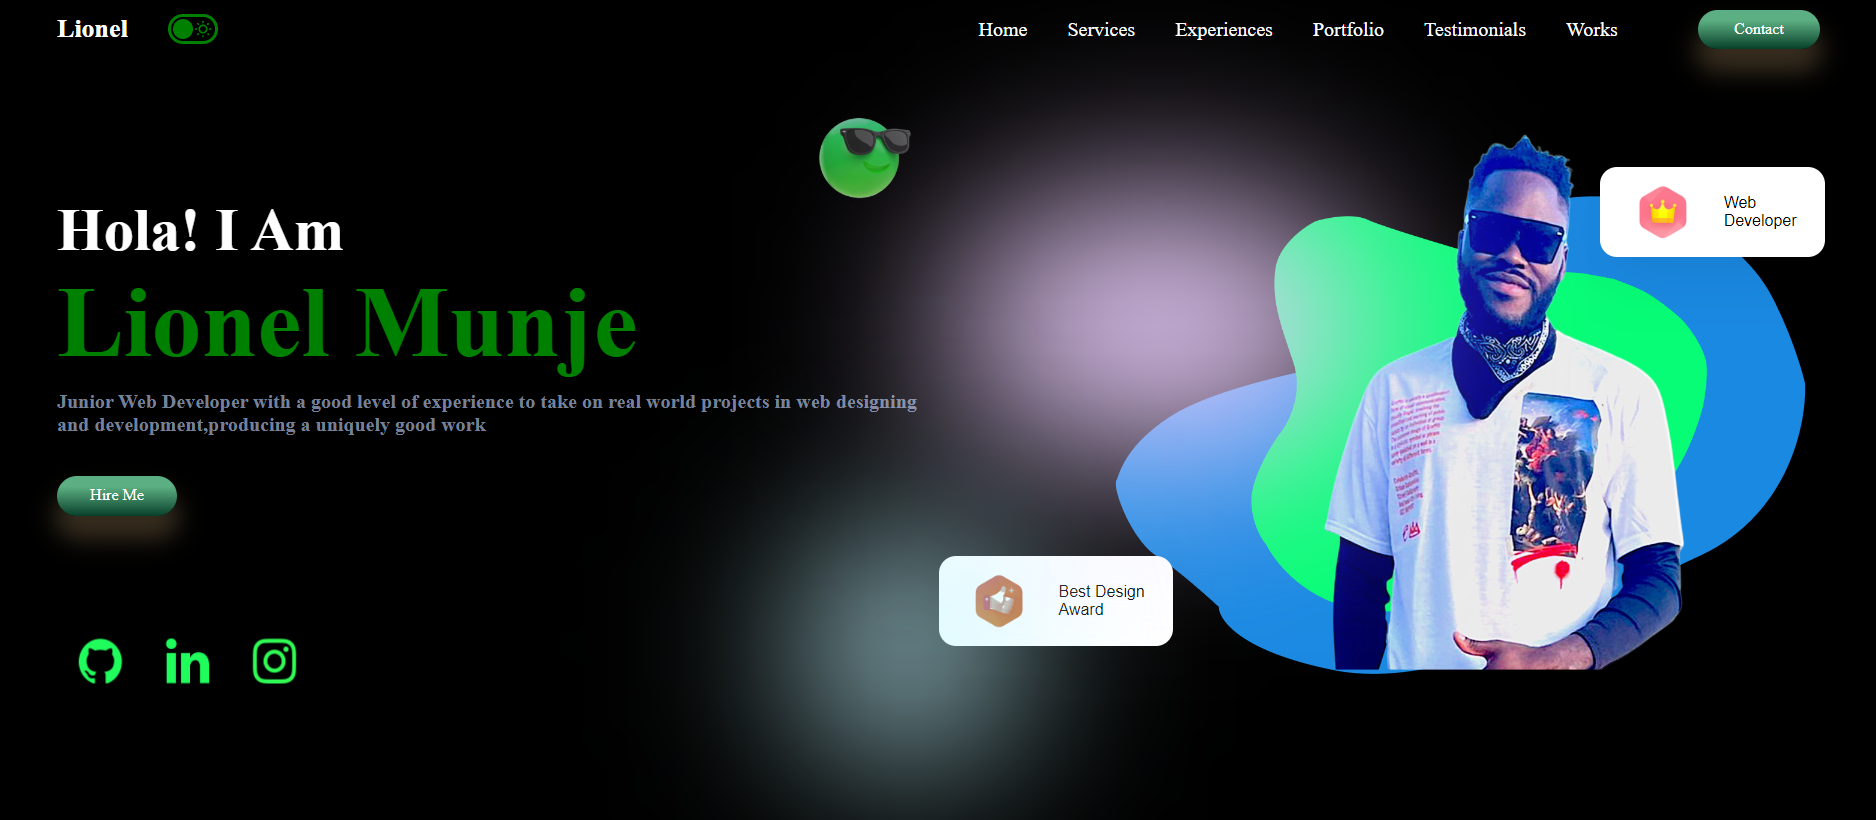 Lionel
Home Services Experiences Portfolio Testimonials Works Contact
Hola! I Am
Lionel Munje
Junior Web Developer with a good level of experience to take on real world projects in web designing
and development,producing a uniquely good work
Hire Me
Web
Developer
Best Design
Award
in